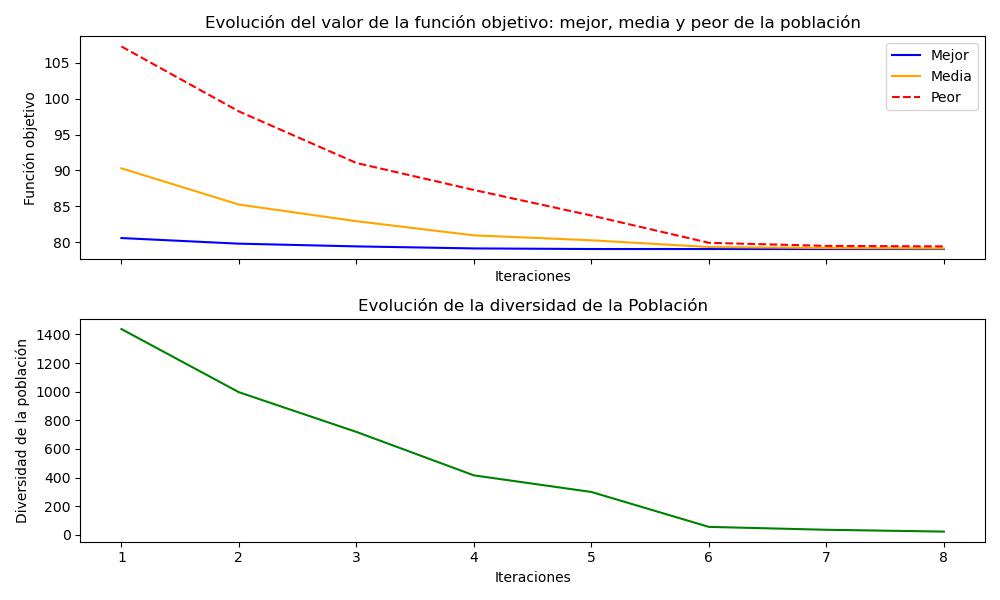 Evolución del valor de la función objetivo: mejor, media y peor de la población
Función objetivo
105
100
95
90
85
80
Mejor
Media
Peor
Iteraciones
Evolución de la diversidad de la Población
Diversidad de la población
1400
1200
1000
800
600
400
200
0
1 2 3 4 5 6 7 8
Iteraciones